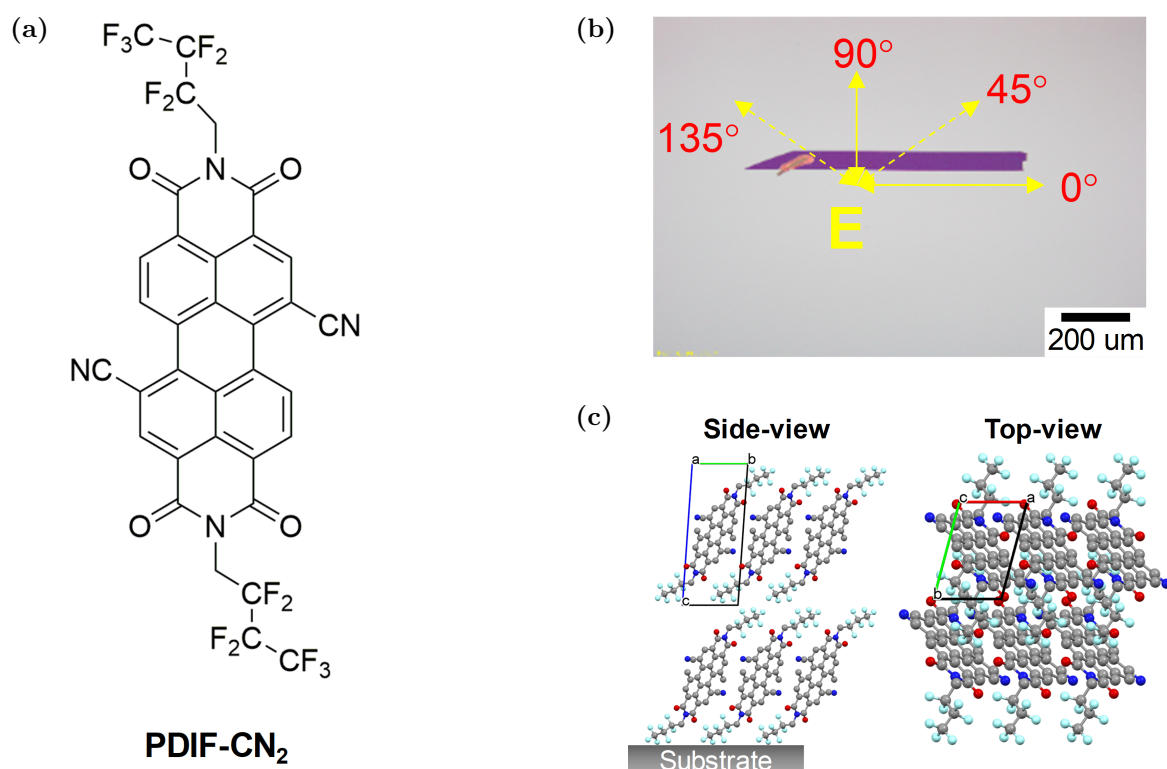 (a)
F₃C
CF₂
F₂C
N
O
O
CN
NC
O
O
N
CF₂
F₂C
CF₃
PDIF-CN₂
(b)
90°
45°
135°
0°
E
200 um
(c)
Side-view
Top-view
a
b
c
c
a
b
Substrate